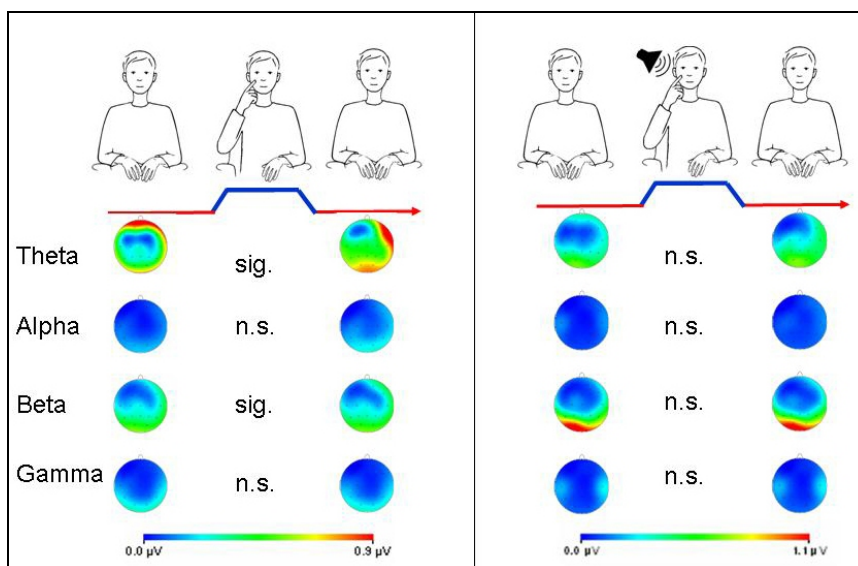 Theta
sig.
n.s.
Alpha
n.s.
n.s.
Beta
sig.
n.s.
Gamma
n.s.
n.s.
0.0 µV
0.9 µV
0.0 µV
1.1 µV